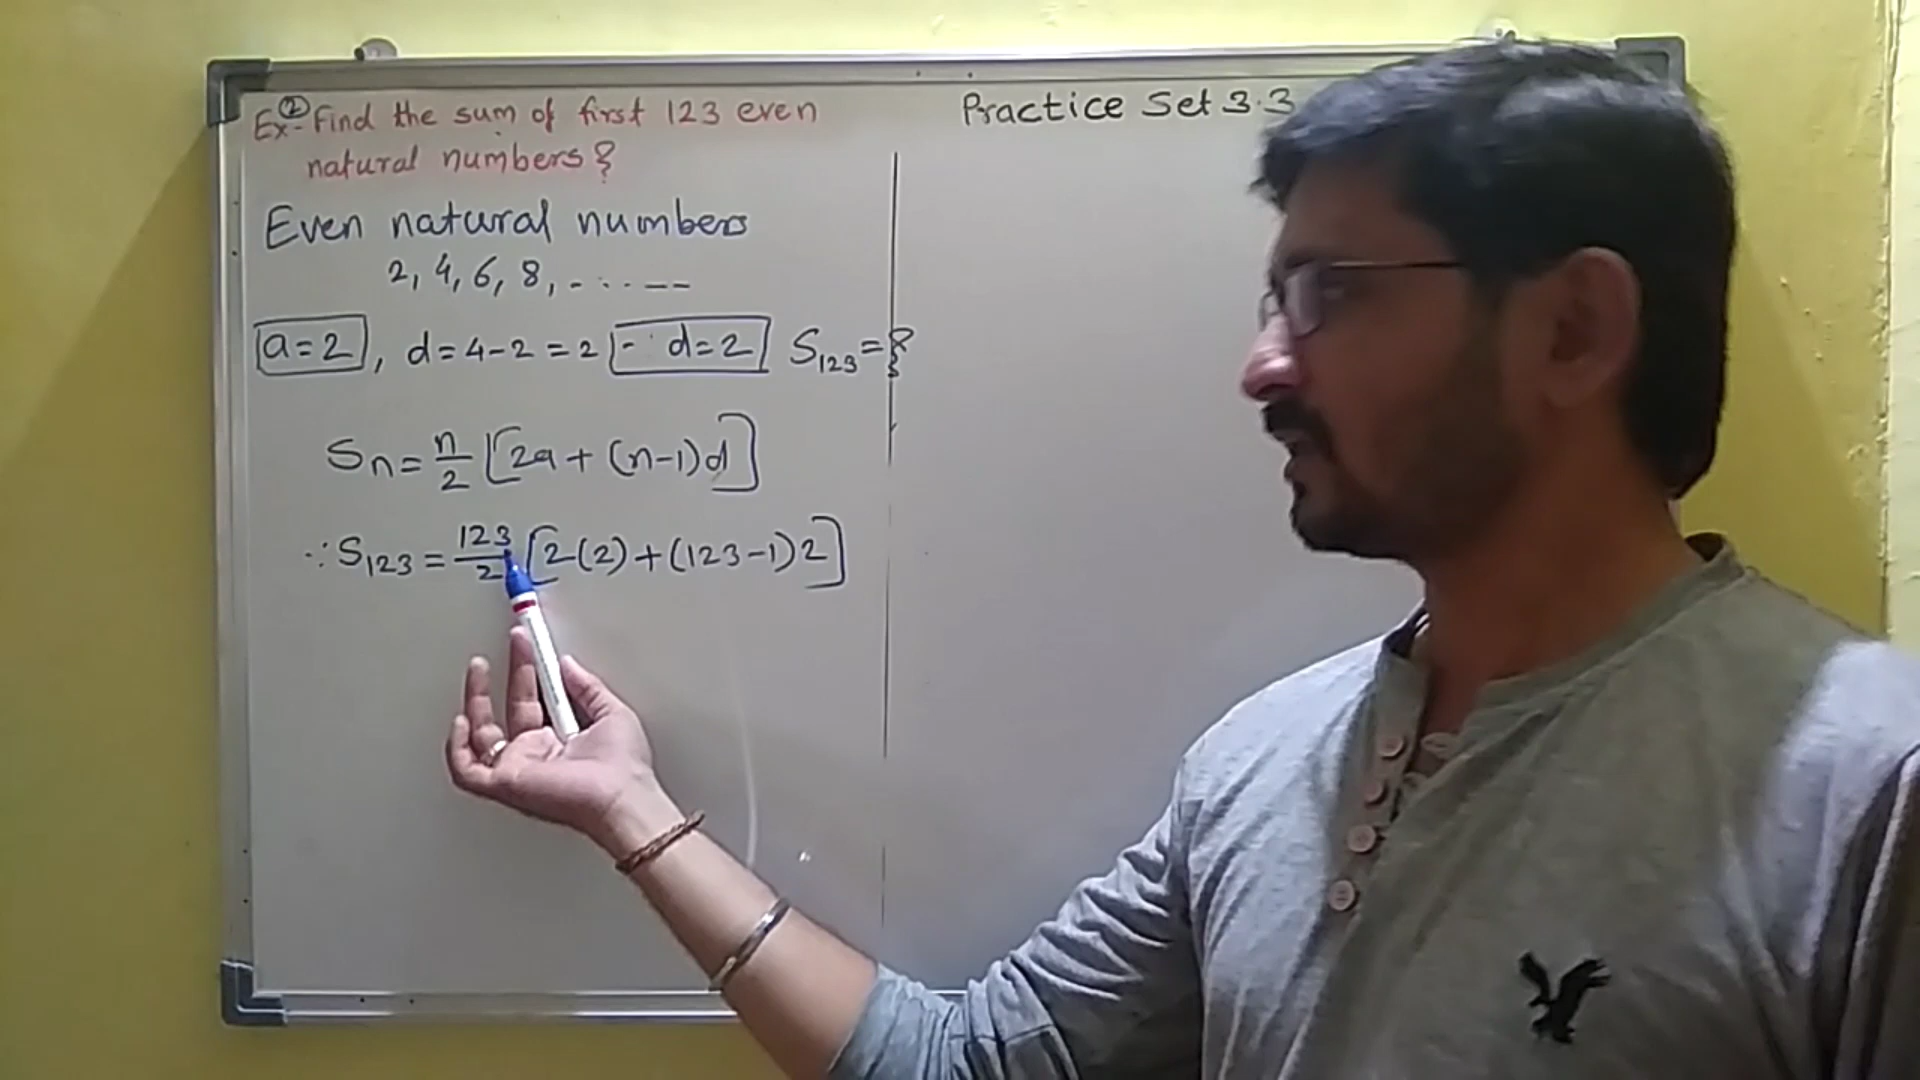 Ex②- Find the sum of first 123 even
natural numbers?
Even natural numbers
2, 4, 6, 8, - . . . --
a=2, d=4-2=2 - d=2 S₁₂₃=?
Sn=n/2[2a+(n-1)d]
∵S₁₂₃=123/2[2(2)+(123-1)2]
Practice Set 3.3